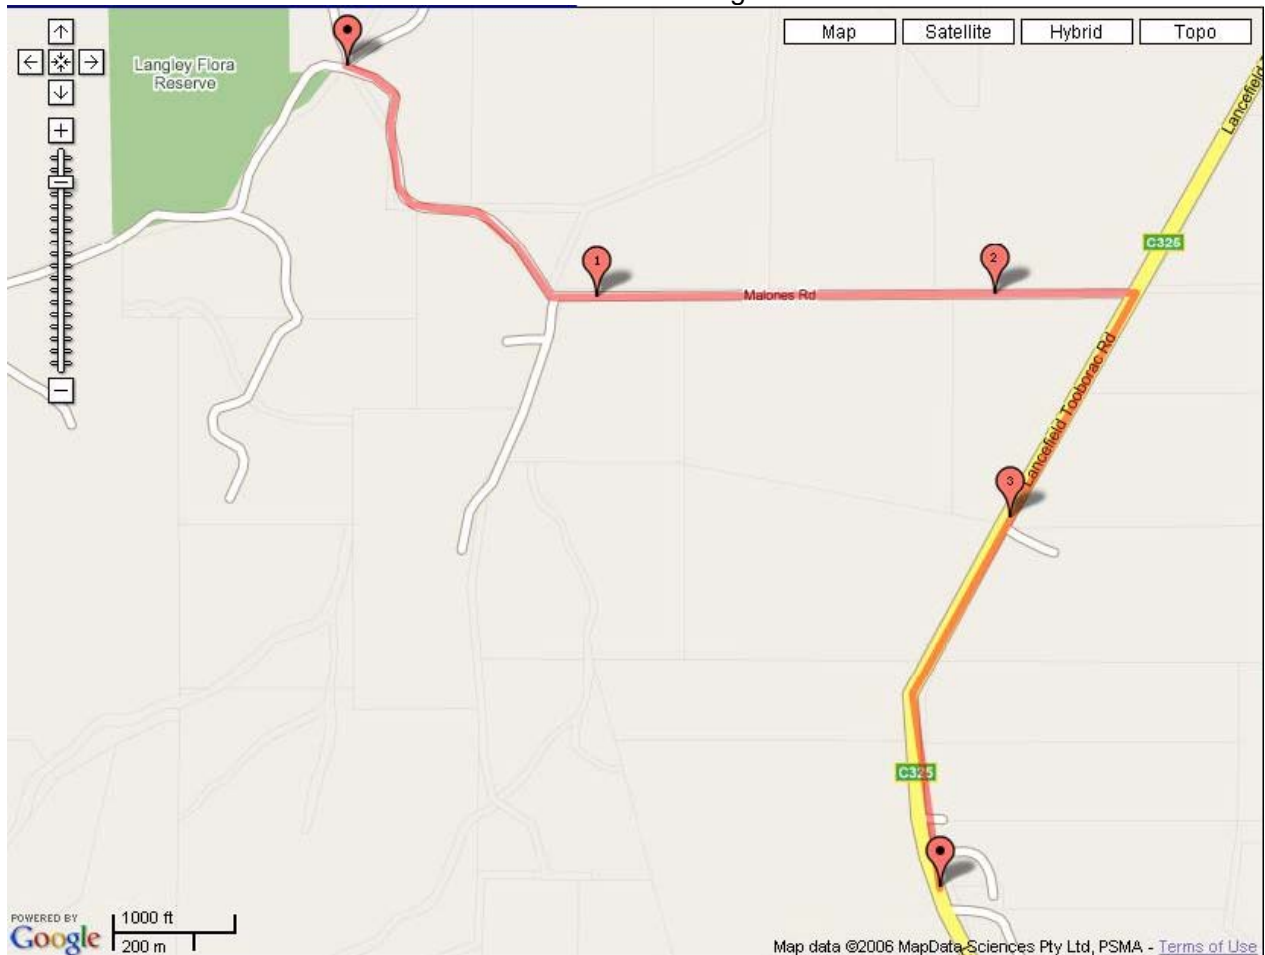 g
Map
Satellite
Hybrid
Topo
Langley Flora
Reserve
Lancefield
C325
1
2
Malones Rd
Lancefield Tooborac Rd
3
C325
POWERED BY
Google
1000 ft
200 m
Map data ©2006 MapData Sciences Pty Ltd, PSMA - Terms of Use